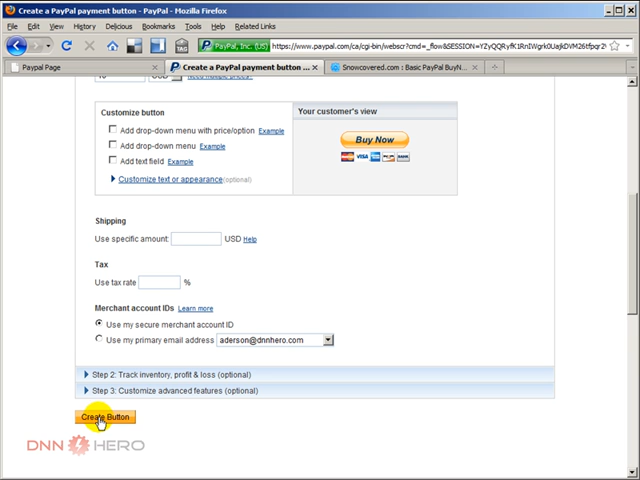 Create a PayPal payment button - PayPal - Mozilla Firefox
File Edit View History Delicious Bookmarks Tools Help Related Links
TAG PayPal, Inc. (US) https://www.paypal.com/ca/cgi-bin/webscr?cmd=_flow&SESSION=
Paypal Page
Create a PayPal payment button ...
Snowcovered.com : Basic PayPal BuyN...
USD Need multiple prices?
Customize button
Your customer's view
Add drop-down menu with price/option Example
Buy Now
Add drop-down menu Example
VISA BANK
Add text field Example
Customize text or appearance(optional)
Shipping
Use specific amount: USD Help
Tax
Use tax rate %
Merchant account IDs Learn more
Use my secure merchant account ID
Use my primary email address aderson@dnnhero.com
Step 2: Track inventory, profit & loss (optional)
Step 3: Customize advanced features (optional)
Create Button
DNN HERO